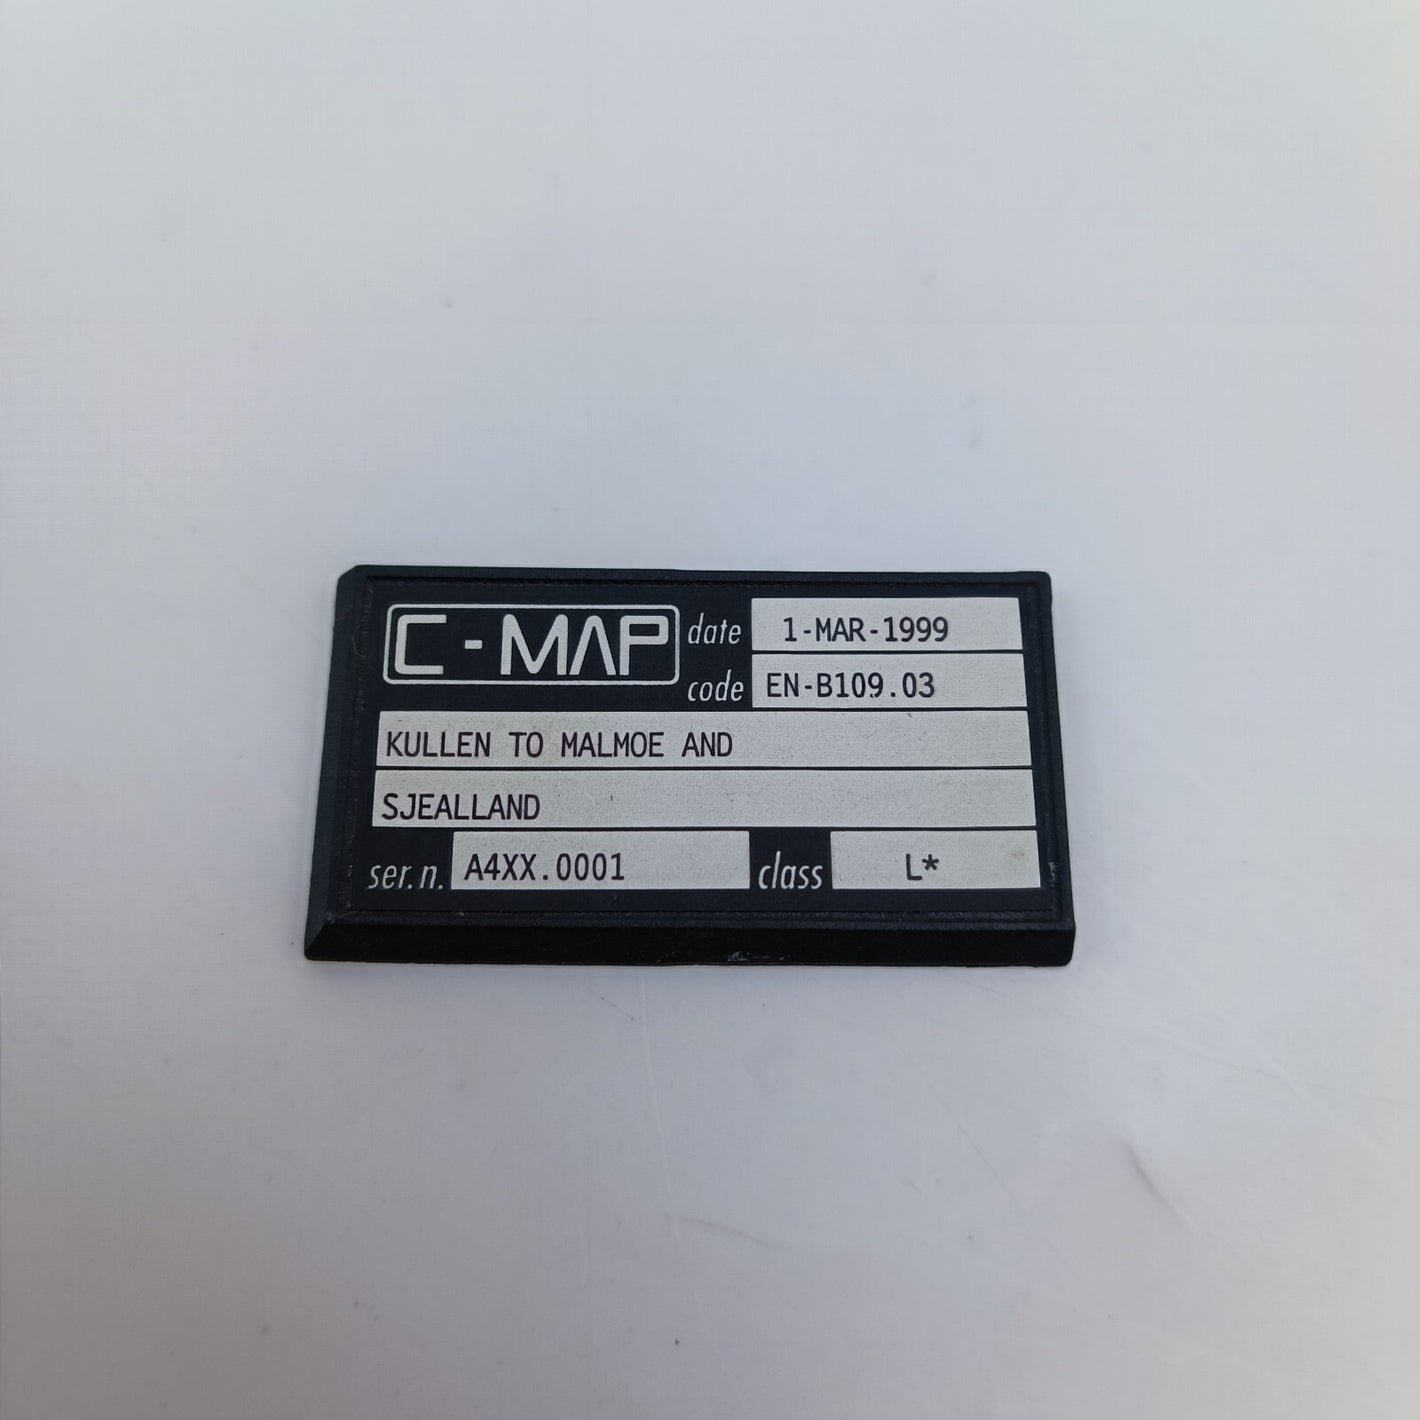 C-MAP date 1-MAR-1999
code EN-B109.03
KULLEN TO MALMOE AND
SJEALLAND
ser.n. A4XX.0001 class L*